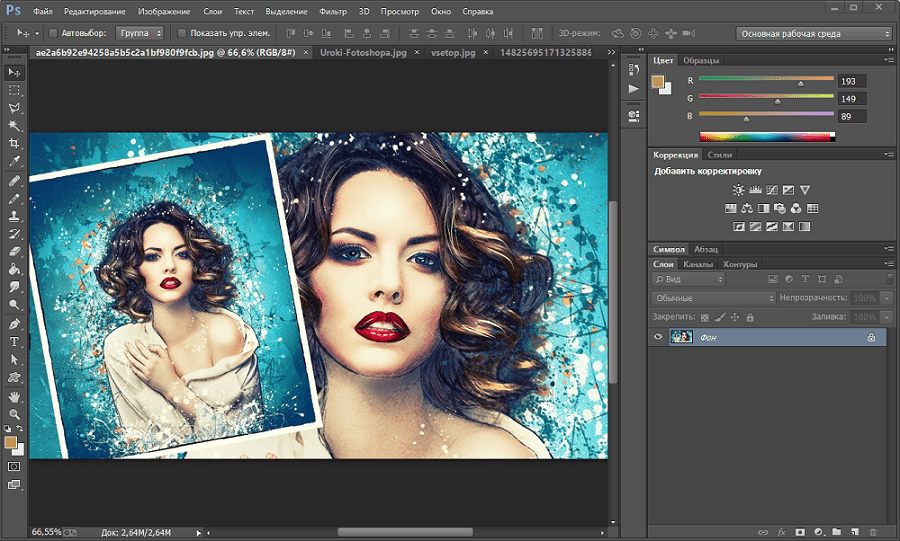 Ps Файл Редактирование Изображение Слои Текст Выделение Фильтр 3D Просмотр Окно Справка
Автовыбор: Группа Показать упр. элем. 3D-режим: Основная рабочая среда
ae2a6b92e94258a5b5c2a1bf980f9fcb.jpg @ 66,6% (RGB/8#) × Uroki-Fotoshopa.jpg × vsetop.jpg × 14825695171325886
Цвет Образцы
R 193
G 149
B 89
Коррекция Стили
Добавить корректировку
Символ Абзац
Слои Каналы Контуры
Вид
Обычные Непрозрачность: 100%
Закрепить: Заливка: 100%
Фон
66,55% Док: 2,64M/2,64M